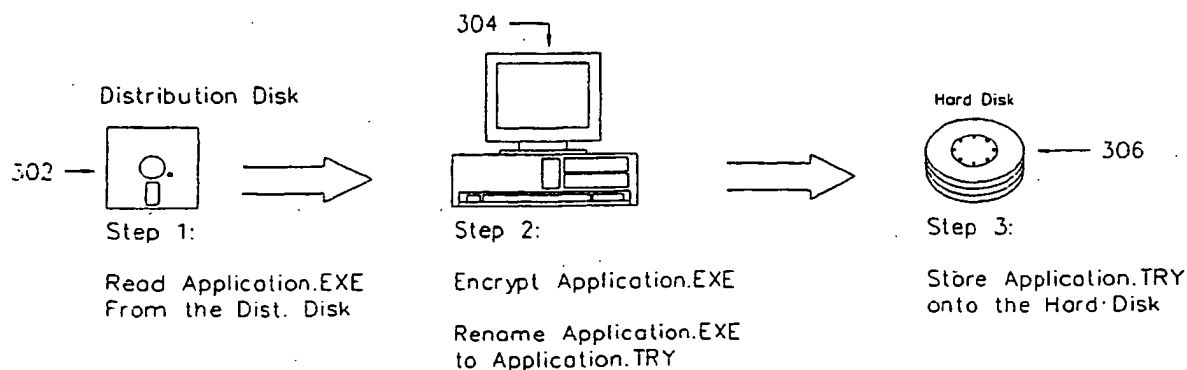 304
Distribution Disk
302
Step 1:
Read Application.EXE
From the Dist. Disk
Step 2:
Encrypt Application.EXE
Rename Application.EXE
to Application.TRY
Hard Disk
306
Step 3:
Store Application.TRY
onto the Hard Disk